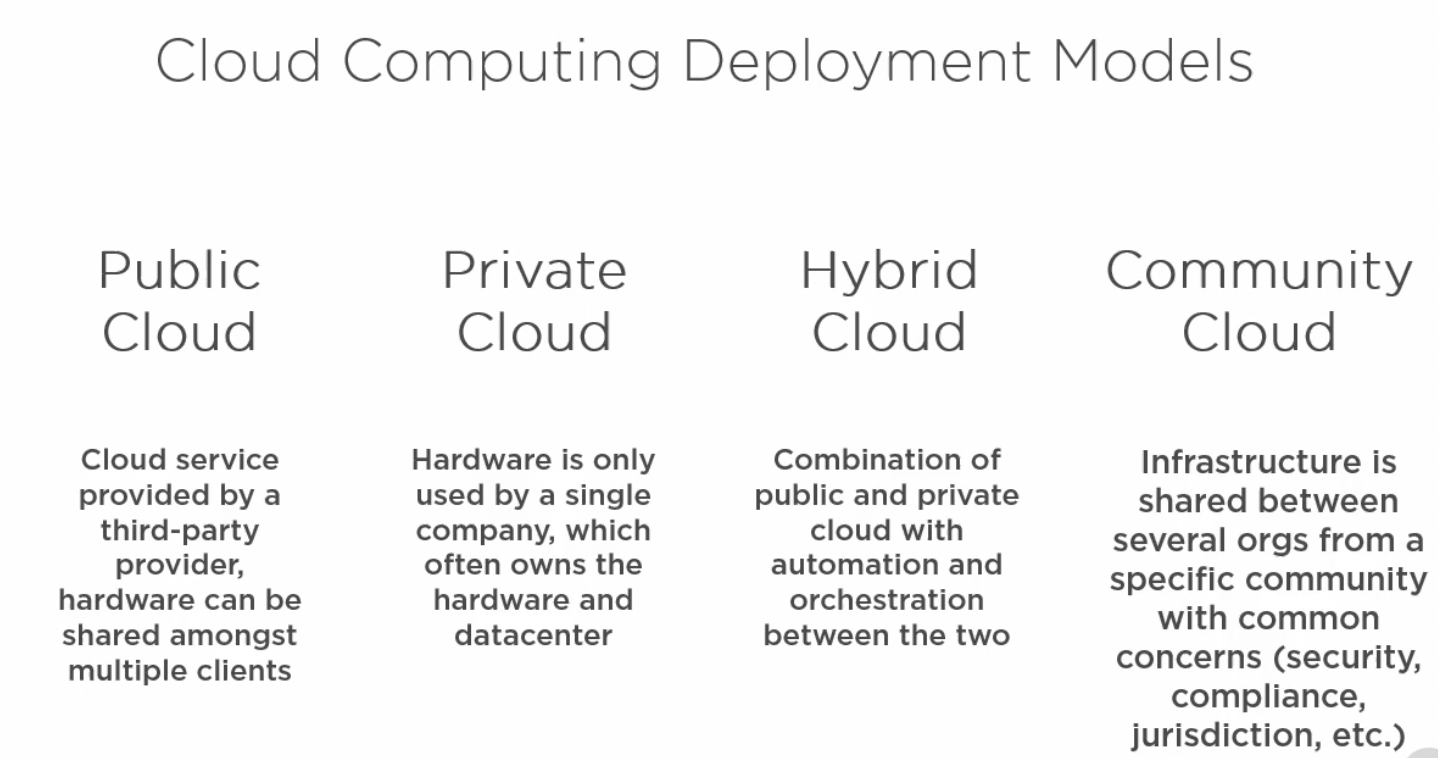 Cloud Computing Deployment Models
Public
Cloud
Cloud service
provided by a
third-party
provider,
hardware can be
shared amongst
multiple clients
Private
Cloud
Hardware is only
used by a single
company, which
often owns the
hardware and
datacenter
Hybrid
Cloud
Combination of
public and private
cloud with
automation and
orchestration
between the two
Community
Cloud
Infrastructure is
shared between
several orgs from a
specific community
with common
concerns (security,
compliance,
jurisdiction, etc.)